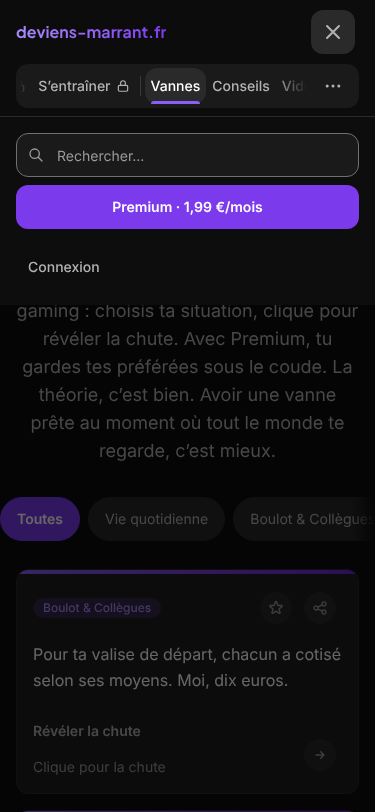 deviens-marrant.fr
S'entraîner Vannes Conseils Vid
Rechercher...
Premium · 1,99 €/mois
Connexion
gaming : choisis ta situation, clique pour
révéler la chute. Avec Premium, tu
gardes tes préférées sous le coude. La
théorie, c'est bien. Avoir une vanne
prête au moment où tout le monde te
regarde, c'est mieux.
Toutes Vie quotidienne Boulot & Collègues
Boulot & Collègues
Pour ta valise de départ, chacun a cotisé
selon ses moyens. Moi, dix euros.
Révéler la chute
Clique pour la chute